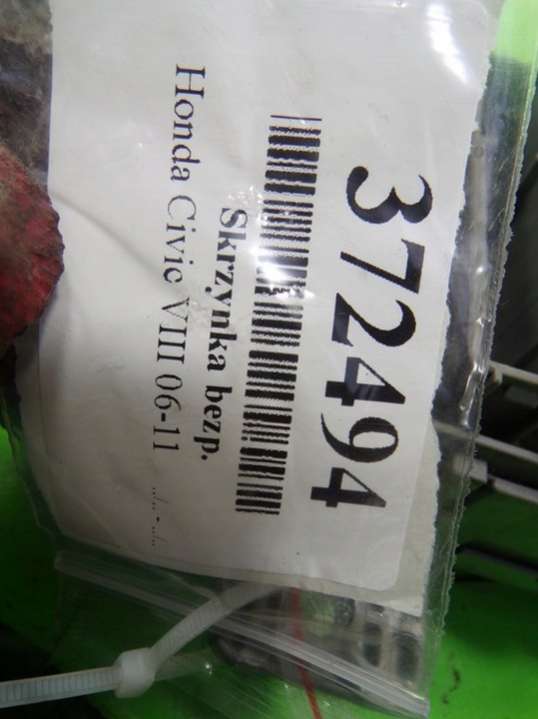 372494
Skrzynka bezp.
Honda Civic VIII 06-11 ../.. - ../..